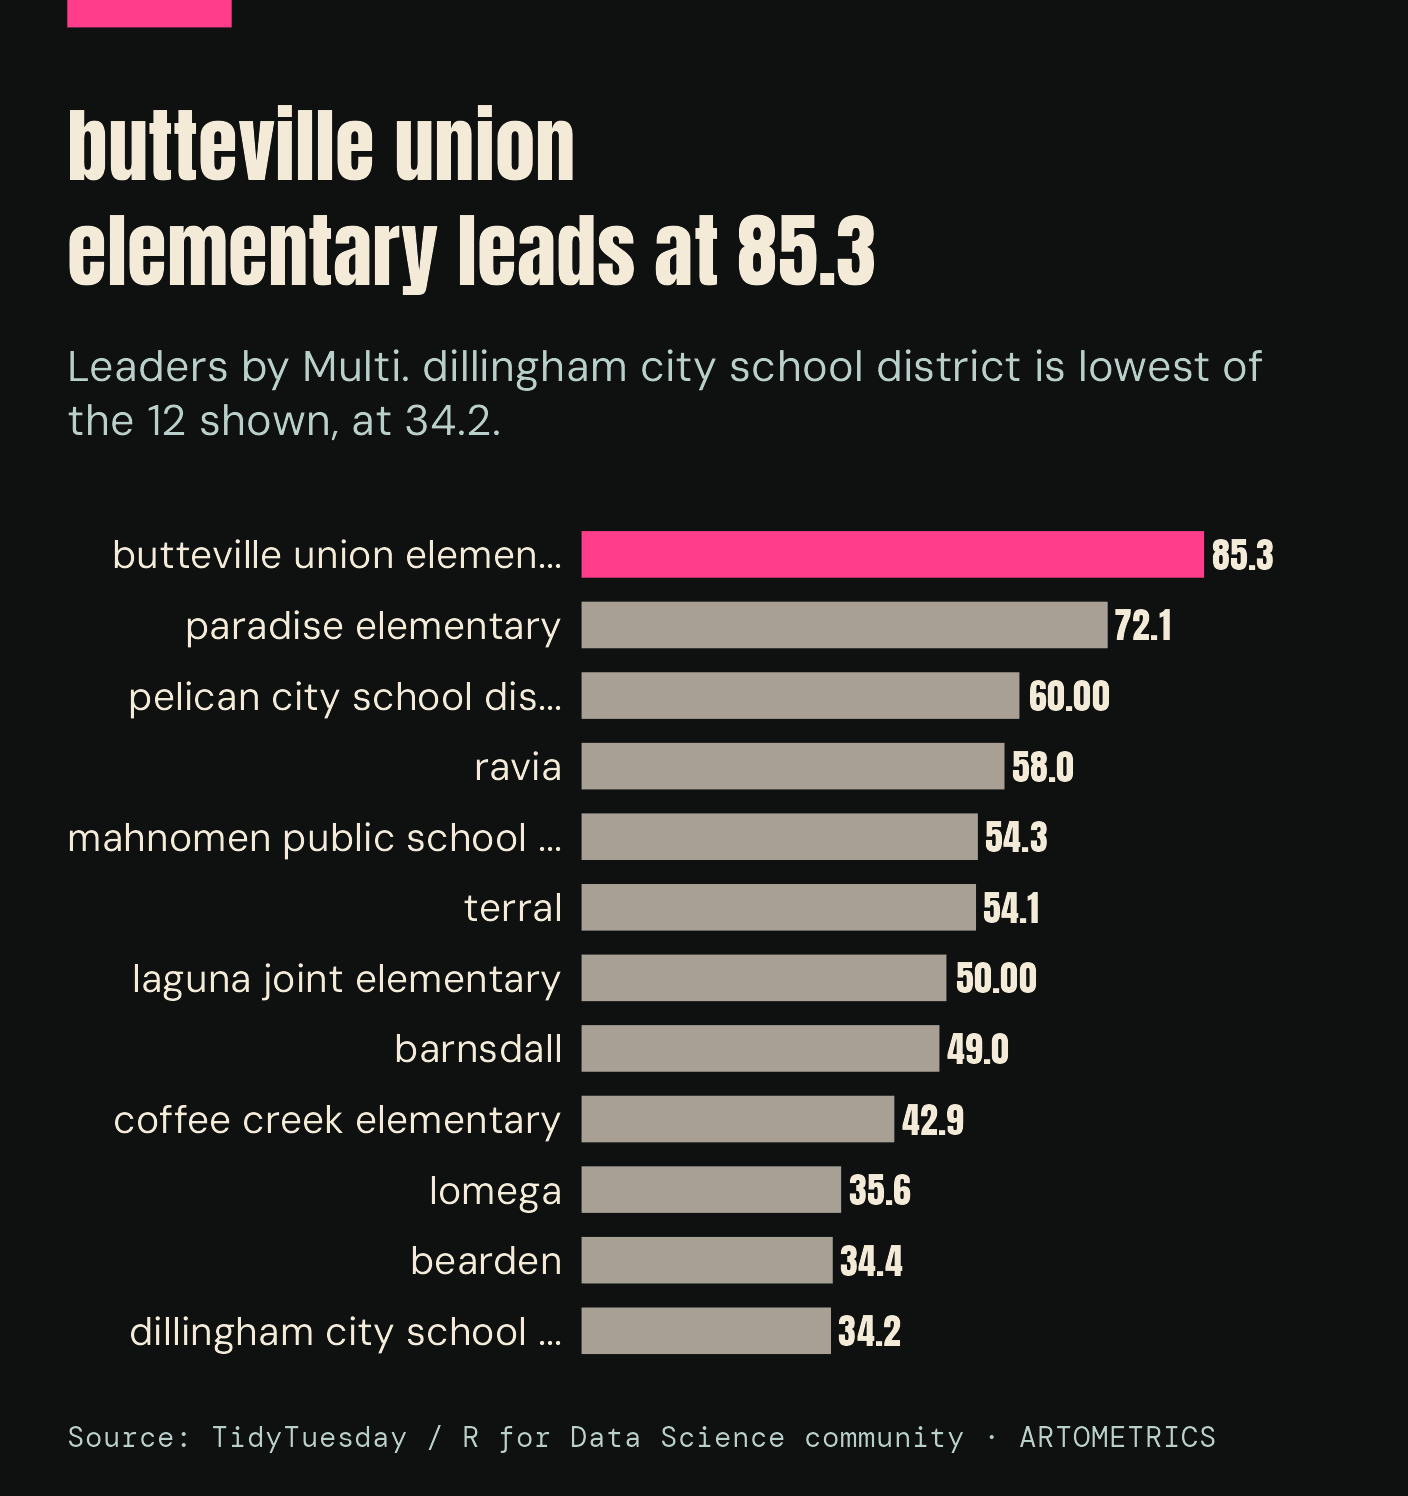 butteville union
elementary leads at 85.3
Leaders by Multi. dillingham city school district is lowest of
the 12 shown, at 34.2.
butteville union elemen... 85.3
paradise elementary 72.1
pelican city school dis... 60.00
ravia 58.0
mahnomen public school ... 54.3
terral 54.1
laguna joint elementary 50.00
barnsdall 49.0
coffee creek elementary 42.9
lomega 35.6
bearden 34.4
dillingham city school ... 34.2
Source: TidyTuesday / R for Data Science community · ARTOMETRICS